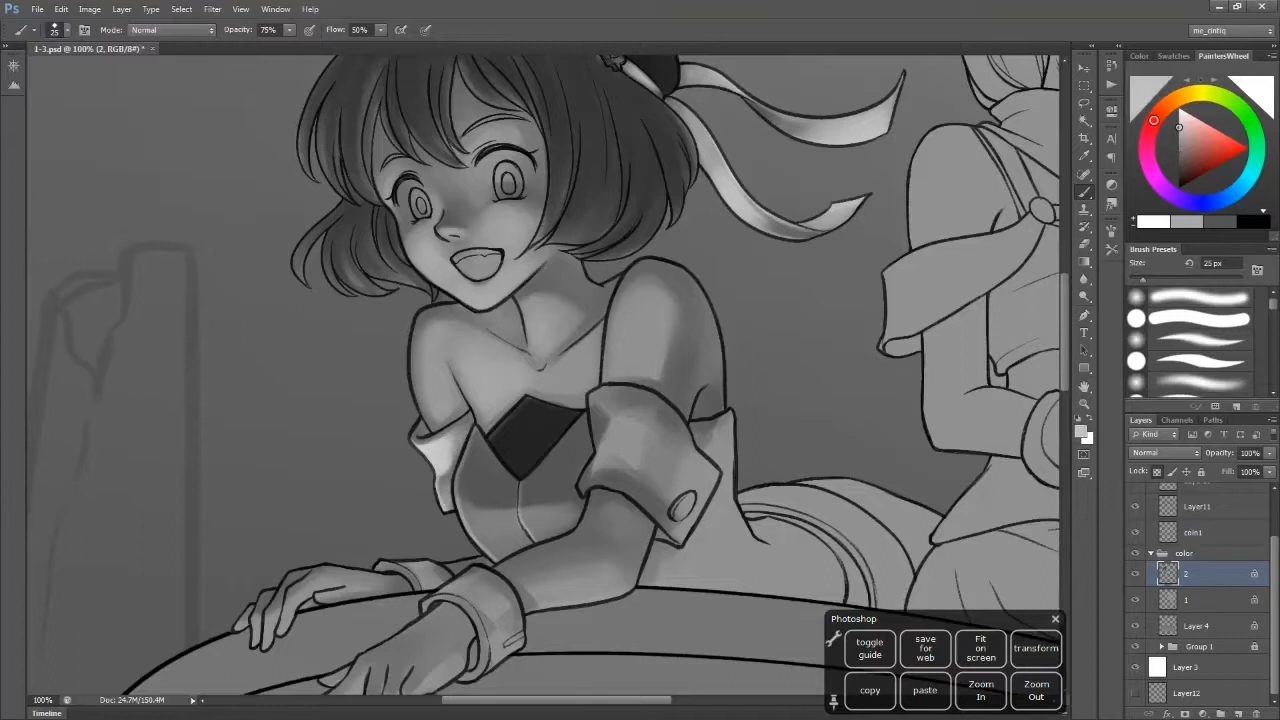 Ps File Edit Image Layer Type Select Filter View Window Help
25 Mode: Normal Opacity: 75% Flow: 50% me_cintiq
1-3.psd @ 100% (2, RGB/8#) * ×
Color Swatches PaintersWheel
Brush Presets
Size: 25 px
Layers Channels Paths
Kind
Normal Opacity: 100%
Lock: Fill: 100%
Layer11
coin1
color
2
1
Layer 4
Group 1
Layer 3
Layer12
Photoshop
toggle guide
save for web
Fit on screen
transform
copy
paste
Zoom In
Zoom Out
100% Doc: 24.7M/150.4M
Timeline